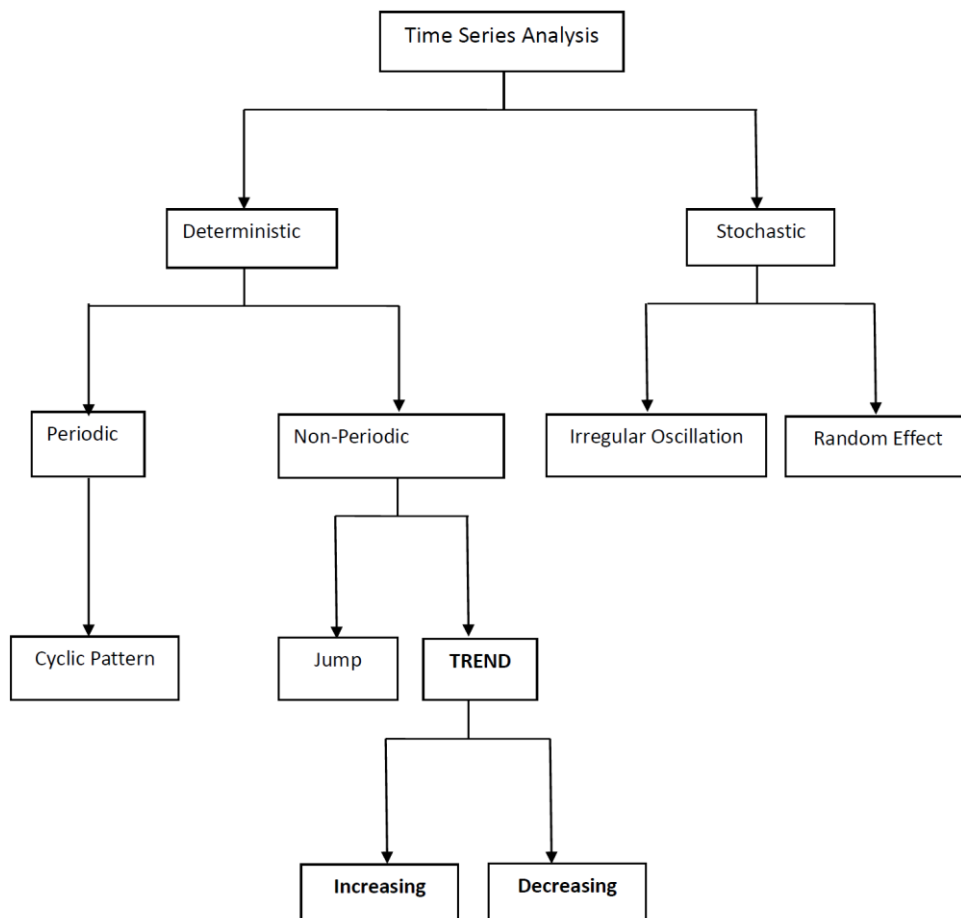 Time Series Analysis
Deterministic
Stochastic
Periodic
Non-Periodic
Irregular Oscillation
Random Effect
Cyclic Pattern
Jump
TREND
Increasing
Decreasing